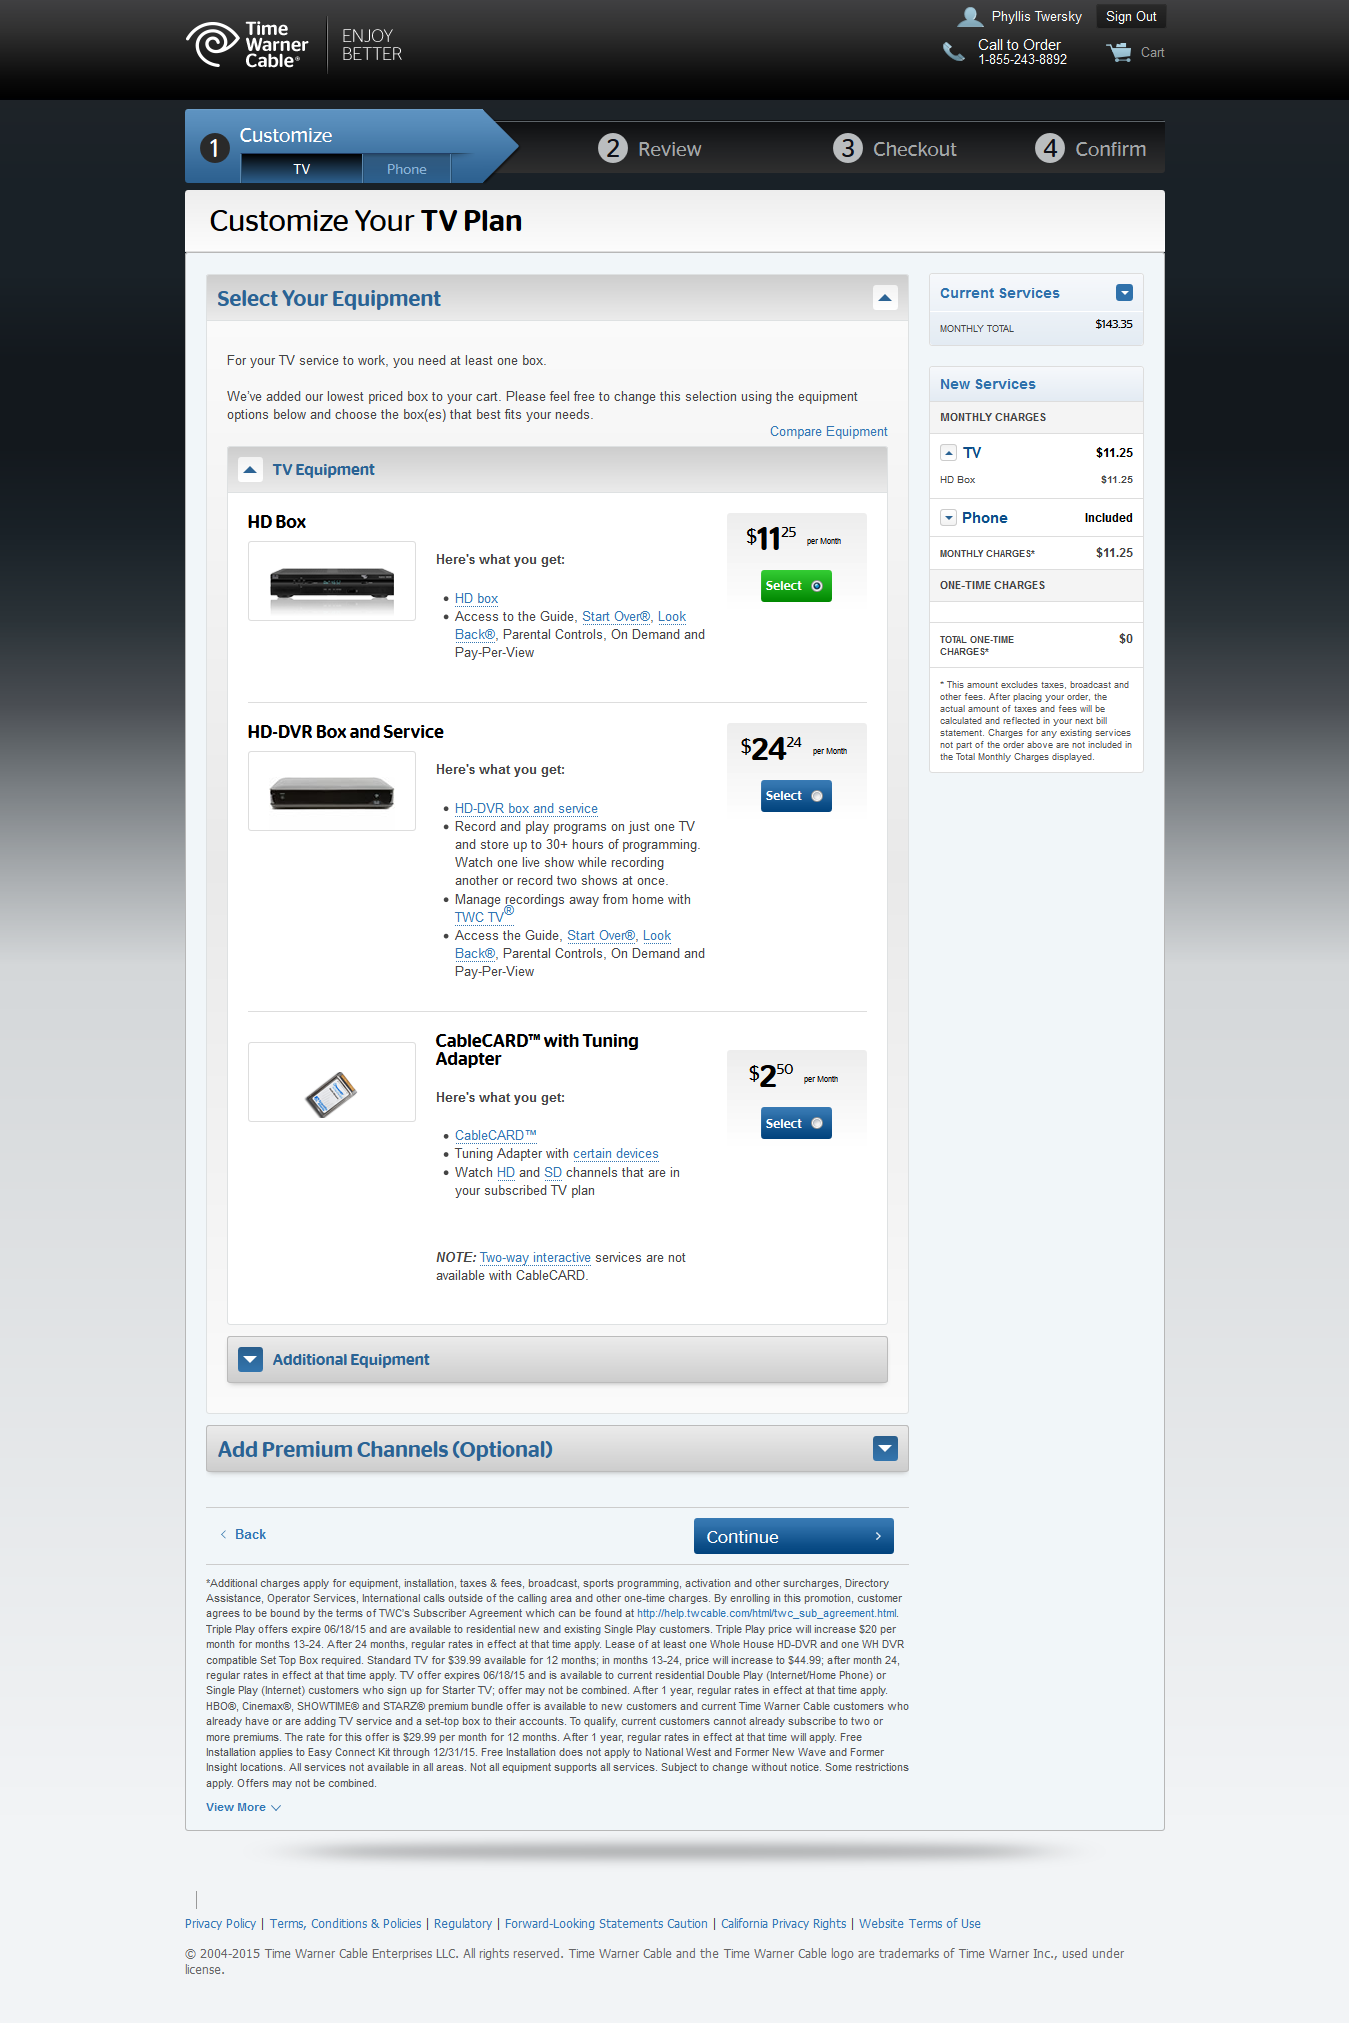 Time Warner Cable®
ENJOY BETTER
Phyllis Twersky
Sign Out
Call to Order
1-855-243-8892
Cart
1 Customize
TV
Phone
2 Review
3 Checkout
4 Confirm
Customize Your TV Plan
Select Your Equipment
For your TV service to work, you need at least one box.
We've added our lowest priced box to your cart. Please feel free to change this selection using the equipment
options below and choose the box(es) that best fits your needs.
Compare Equipment
TV Equipment
HD Box
Here's what you get:
• HD box
• Access to the Guide, Start Over®, Look
Back®, Parental Controls, On Demand and
Pay-Per-View
$11 25 per Month
Select
HD-DVR Box and Service
Here's what you get:
• HD-DVR box and service
• Record and play programs on just one TV
and store up to 30+ hours of programming.
Watch one live show while recording
another or record two shows at once.
• Manage recordings away from home with
TWC TV®
• Access the Guide, Start Over®, Look
Back®, Parental Controls, On Demand and
Pay-Per-View
$24 24 per Month
Select
CableCARD™ with Tuning
Adapter
Here's what you get:
• CableCARD™
• Tuning Adapter with certain devices
• Watch HD and SD channels that are in
your subscribed TV plan
NOTE: Two-way interactive services are not
available with CableCARD.
$2 50 per Month
Select
Additional Equipment
Add Premium Channels (Optional)
Back
Continue
*Additional charges apply for equipment, installation, taxes & fees, broadcast, sports programming, activation and other surcharges, Directory
Assistance, Operator Services, International calls outside of the calling area and other one-time charges. By enrolling in this promotion, customer
agrees to be bound by the terms of TWC's Subscriber Agreement which can be found at http://help.twcable.com/html/twc_sub_agreement.html.
Triple Play offers expire 06/18/15 and are available to residential new and existing Single Play customers. Triple Play price will increase $20 per
month for months 13-24. After 24 months, regular rates in effect at that time apply. Lease of at least one Whole House HD-DVR and one WH DVR
compatible Set Top Box required. Standard TV for $39.99 available for 12 months; in months 13-24, price will increase to $44.99; after month 24,
regular rates in effect at that time apply. TV offer expires 06/18/15 and is available to current residential Double Play (Internet/Home Phone) or
Single Play (Internet) customers who sign up for Starter TV; offer may not be combined. After 1 year, regular rates in effect at that time apply.
HBO®, Cinemax®, SHOWTIME® and STARZ® premium bundle offer is available to new customers and current Time Warner Cable customers who
already have or are adding TV service and a set-top box to their accounts. To qualify, current customers cannot already subscribe to two or
more premiums. The rate for this offer is $29.99 per month for 12 months. After 1 year, regular rates in effect at that time will apply. Free
Installation applies to Easy Connect Kit through 12/31/15. Free Installation does not apply to National West and Former New Wave and Former
Insight locations. All services not available in all areas. Not all equipment supports all services. Subject to change without notice. Some restrictions
apply. Offers may not be combined.
View More
Current Services
MONTHLY TOTAL $143.35
New Services
MONTHLY CHARGES
TV $11.25
HD Box $11.25
Phone Included
MONTHLY CHARGES* $11.25
ONE-TIME CHARGES
TOTAL ONE-TIME $0
CHARGES*
* This amount excludes taxes, broadcast and
other fees. After placing your order, the
actual amount of taxes and fees will be
calculated and reflected in your next bill
statement. Charges for any existing services
not part of the order above are not included in
the Total Monthly Charges displayed.
Privacy Policy | Terms, Conditions & Policies | Regulatory | Forward-Looking Statements Caution | California Privacy Rights | Website Terms of Use
© 2004-2015 Time Warner Cable Enterprises LLC. All rights reserved. Time Warner Cable and the Time Warner Cable logo are trademarks of Time Warner Inc., used under
license.